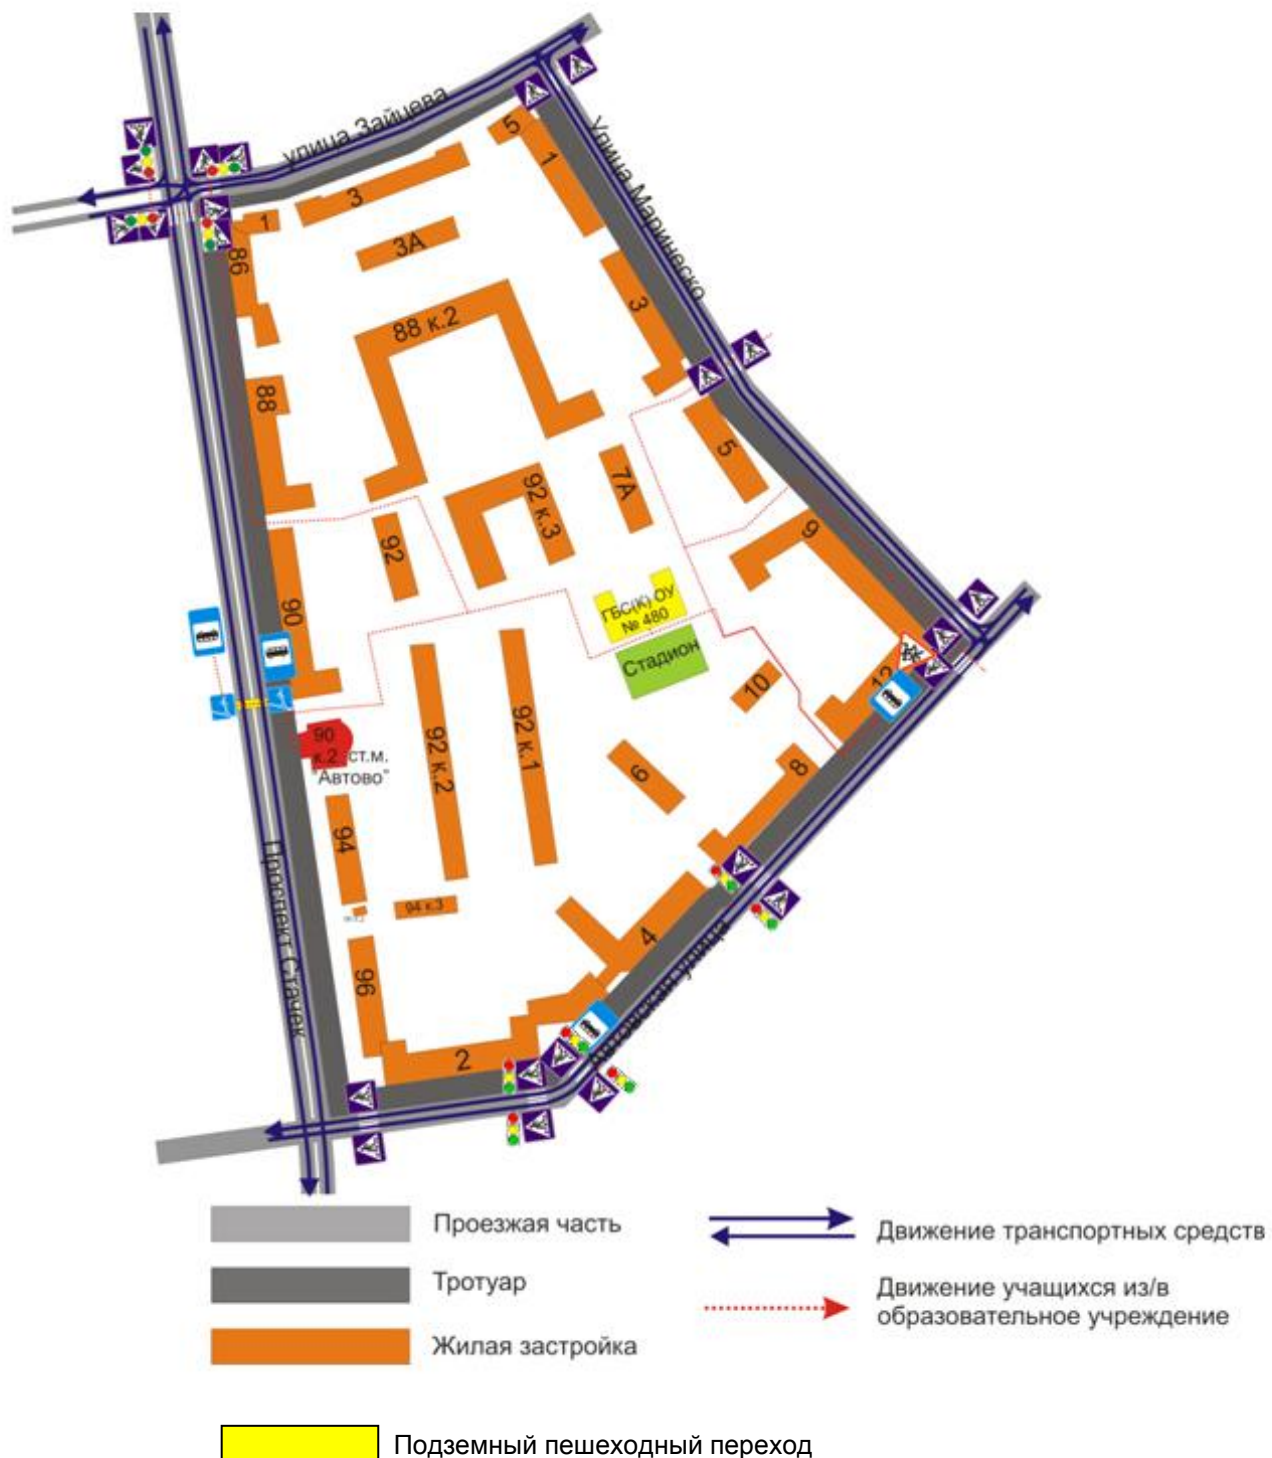 улица Зайцева
Улица Маринеско
5
1
3
1
3А
86
3
88 к.2
88
5
7А
92 к.3
92
9
ГБС(К) ОУ
№ 480
90
Стадион
12
10
90
к.2 ст.м.
"Автово"
92 к.2
92 к.1
6
8
94
94 к.3
4
96
Проспект Стачек
Автовская улица
2
Проезжая часть
Тротуар
Жилая застройка
Движение транспортных средств
Движение учащихся из/в
образовательное учреждение
Подземный пешеходный переход